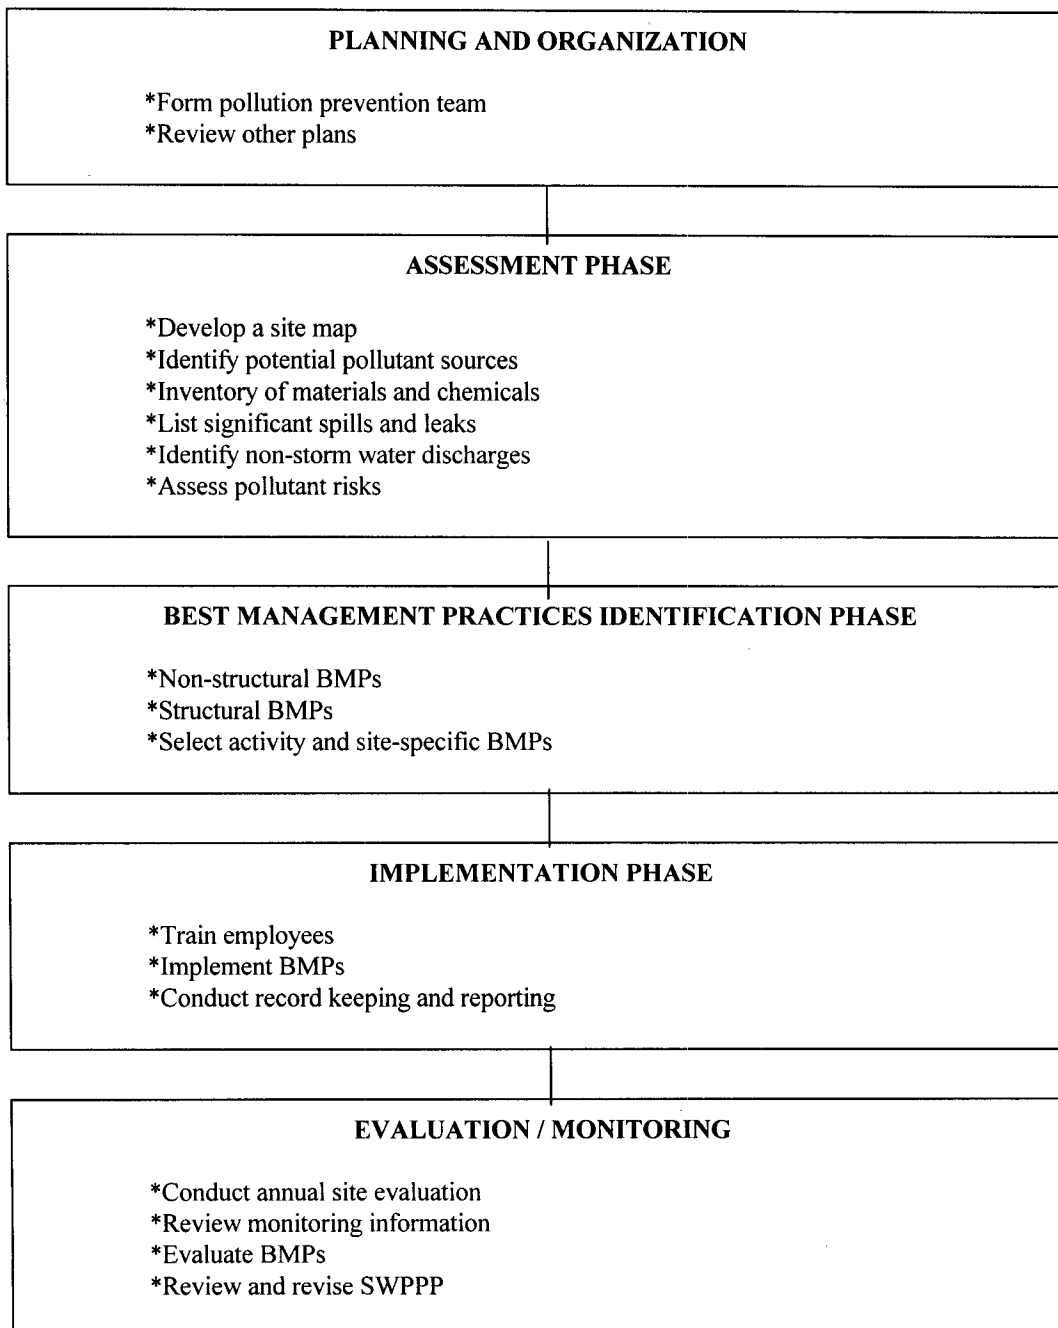 PLANNING AND ORGANIZATION
*Form pollution prevention team
*Review other plans
ASSESSMENT PHASE
*Develop a site map
*Identify potential pollutant sources
*Inventory of materials and chemicals
*List significant spills and leaks
*Identify non-storm water discharges
*Assess pollutant risks
BEST MANAGEMENT PRACTICES IDENTIFICATION PHASE
*Non-structural BMPs
*Structural BMPs
*Select activity and site-specific BMPs
IMPLEMENTATION PHASE
*Train employees
*Implement BMPs
*Conduct record keeping and reporting
EVALUATION / MONITORING
*Conduct annual site evaluation
*Review monitoring information
*Evaluate BMPs
*Review and revise SWPPP